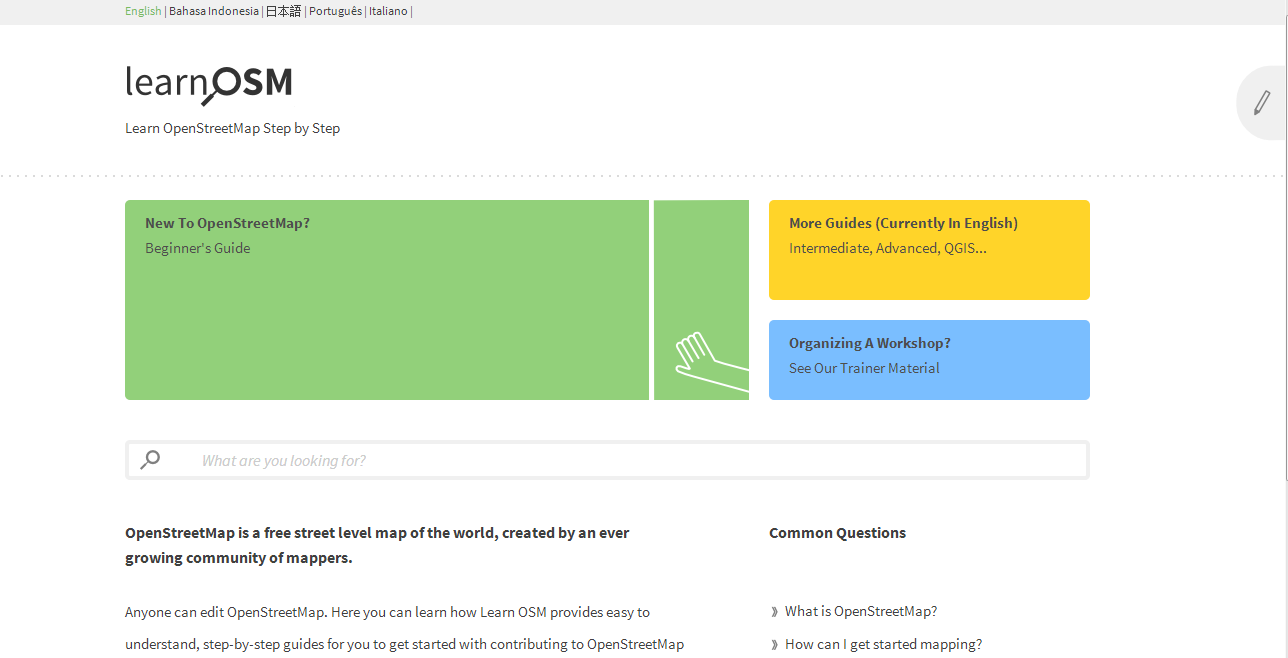 English | Bahasa Indonesia | 日本語 | Português | Italiano |
learnOSM
Learn OpenStreetMap Step by Step
New To OpenStreetMap?
Beginner's Guide
More Guides (Currently In English)
Intermediate, Advanced, QGIS...
Organizing A Workshop?
See Our Trainer Material
What are you looking for?
OpenStreetMap is a free street level map of the world, created by an ever
growing community of mappers.
Anyone can edit OpenStreetMap. Here you can learn how Learn OSM provides easy to
understand, step-by-step guides for you to get started with contributing to OpenStreetMap
Common Questions
⟫ What is OpenStreetMap?
⟫ How can I get started mapping?